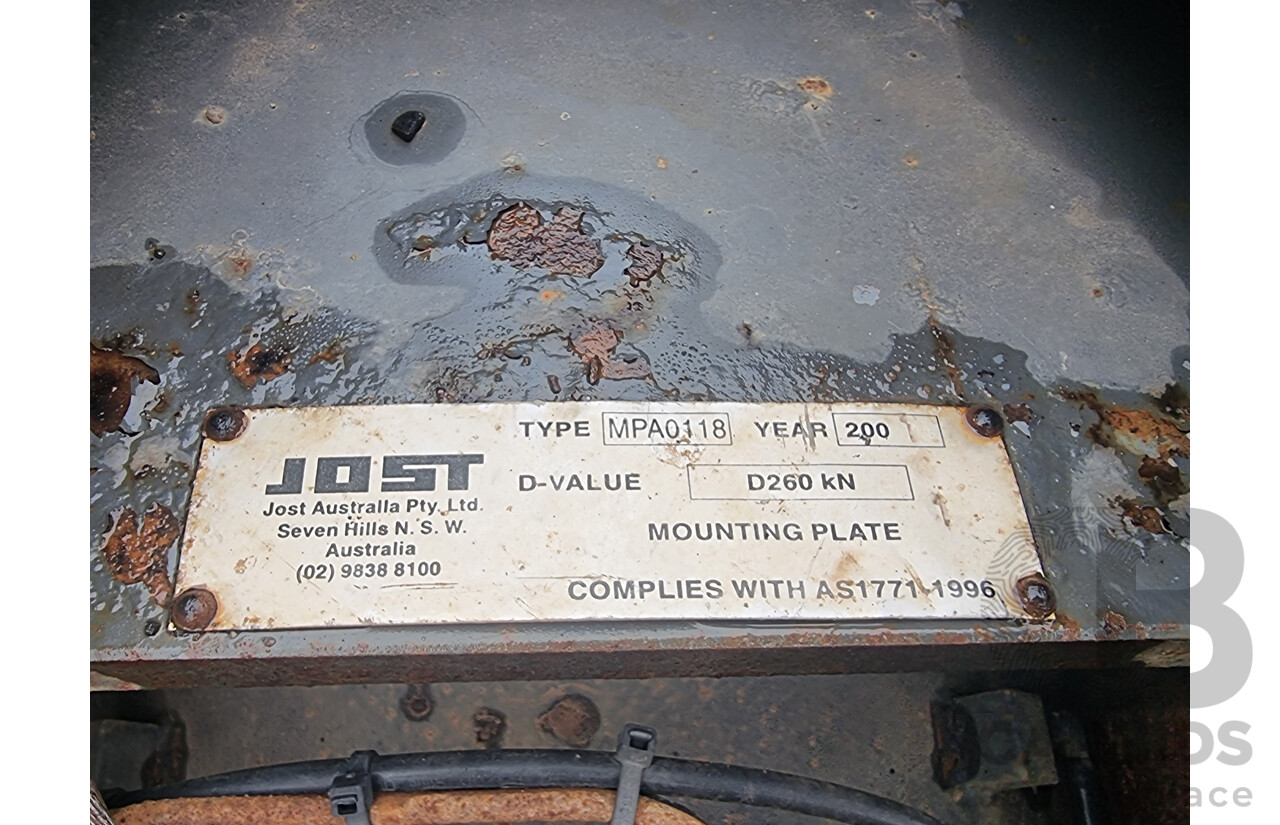 TYPE MPA0118 YEAR 200
JOST
D-VALUE D260 kN
Jost Australia Pty. Ltd.
Seven Hills N. S. W.
Australia
(02) 9838 8100
MOUNTING PLATE
COMPLIES WITH AS1771-1996